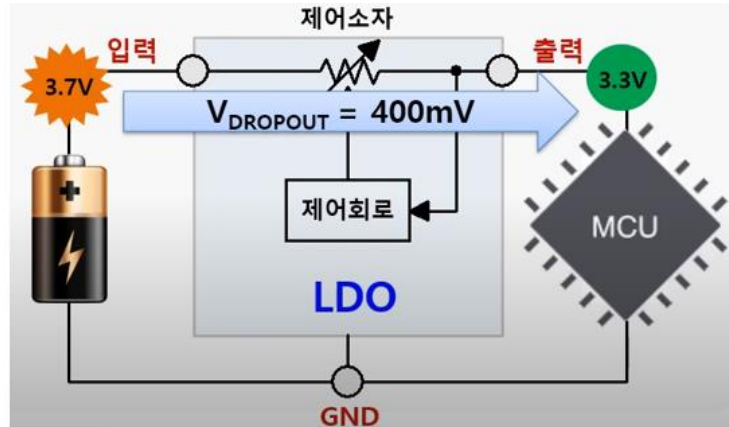 제어소자
입력
출력
3.7V
3.3V
VDROPOUT = 400mV
제어회로
MCU
LDO
GND